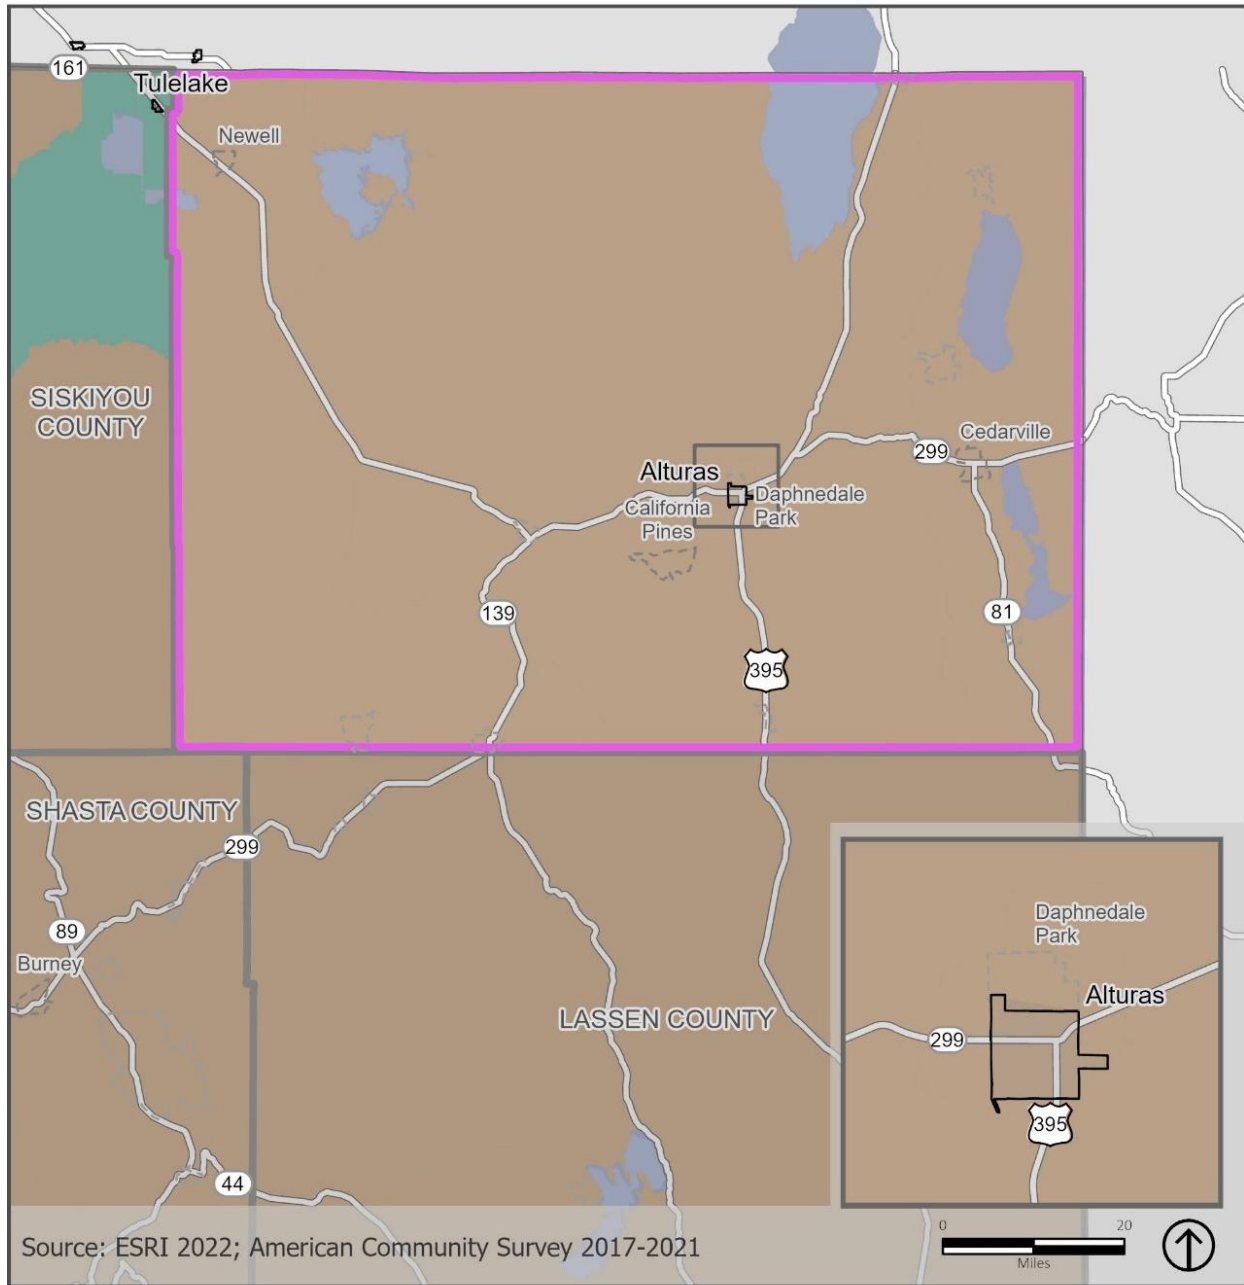 161
Tulelake
Newell
SISKIYOU
COUNTY
Cedarville
299
Alturas
Daphnedale
Park
California
Pines
139
81
395
SHASTA COUNTY
299
89
Burney
LASSEN COUNTY
44
Daphnedale
Park
Alturas
299
395
Source: ESRI 2022; American Community Survey 2017-2021
0 20
Miles